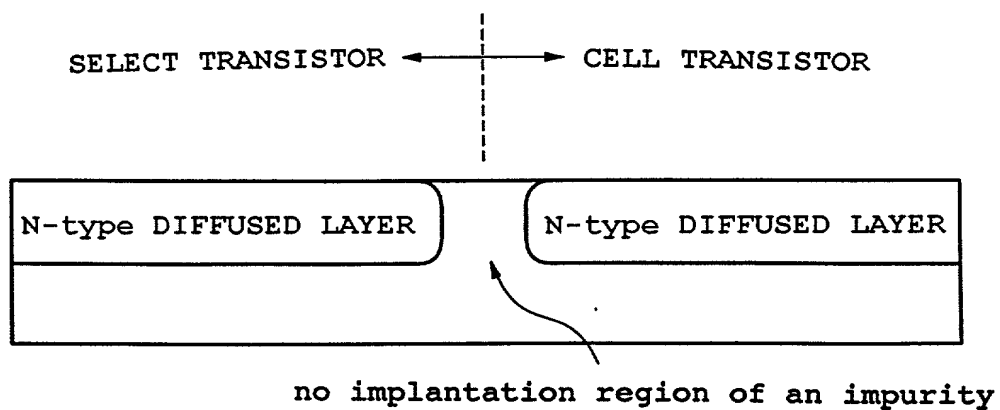 SELECT TRANSISTOR
CELL TRANSISTOR
N-type DIFFUSED LAYER
N-type DIFFUSED LAYER
no implantation region of an impurity